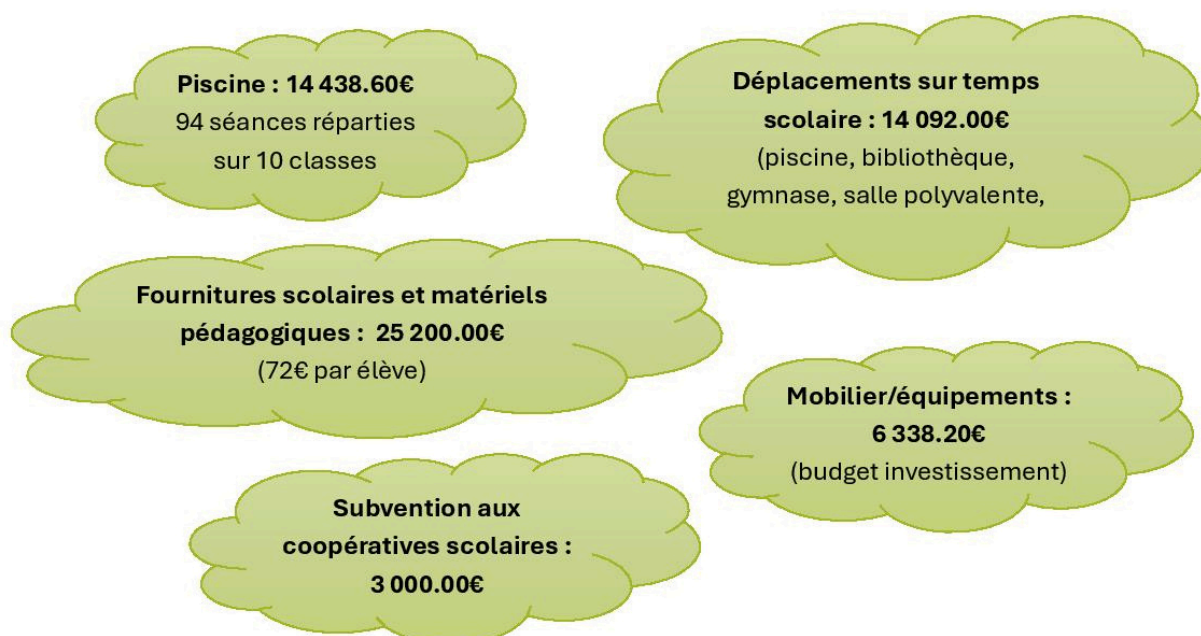 Piscine : 14 438.60€
94 séances réparties
sur 10 classes
Déplacements sur temps
scolaire : 14 092.00€
(piscine, bibliothèque,
gymnase, salle polyvalente,
Fournitures scolaires et matériels
pédagogiques : 25 200.00€
(72€ par élève)
Mobilier/équipements :
6 338.20€
(budget investissement)
Subvention aux
coopératives scolaires :
3 000.00€